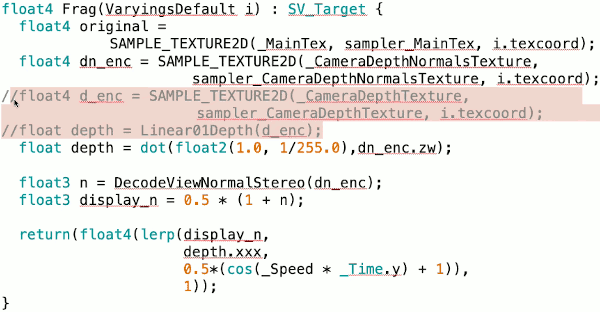 float4 Frag(VaryingsDefault i) : SV_Target {
float4 original =
SAMPLE_TEXTURE2D(_MainTex, sampler_MainTex, i.texcoord);
float4 dn_enc = SAMPLE_TEXTURE2D(_CameraDepthNormalsTexture,
sampler_CameraDepthNormalsTexture, i.texcoord);
//float4 d_enc = SAMPLE_TEXTURE2D(_CameraDepthTexture,
sampler_CameraDepthTexture, i.texcoord);
//float depth = Linear01Depth(d_enc);
float depth = dot(float2(1.0, 1/255.0),dn_enc.zw);
float3 n = DecodeViewNormalStereo(dn_enc);
float3 display_n = 0.5 * (1 + n);
return(float4(lerp(display_n,
depth.xxx,
0.5*(cos(_Speed * _Time.y) + 1)),
1));
}